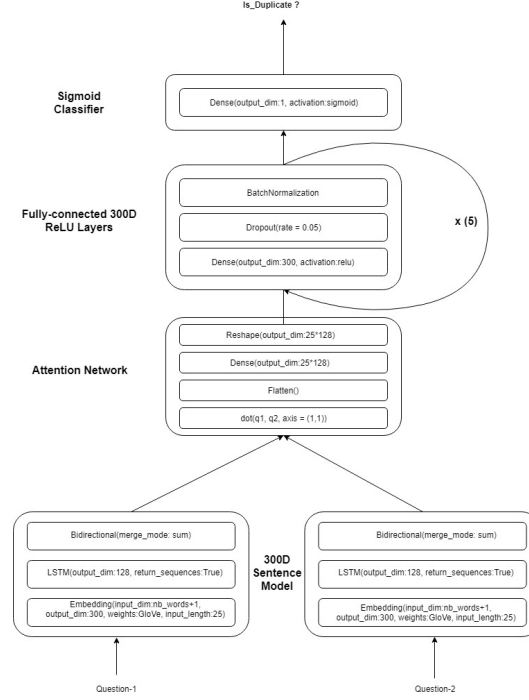 Is_Duplicate ?
Sigmoid
Classifier
Dense(output_dim:1, activation:sigmoid)
Fully-connected 300D
ReLU Layers
BatchNormalization
Dropout(rate = 0.05)
Dense(output_dim:300, activation:relu)
x (5)
Attention Network
Reshape(output_dim:25*128)
Dense(output_dim:25*128)
Flatten()
dot(q1, q2, axis = (1,1))
Bidirectional(merge_mode: sum)
LSTM(output_dim:128, return_sequences:True)
Embedding(input_dim:nb_words+1,
output_dim:300, weights:GloVe, input_length:25)
300D
Sentence
Model
Bidirectional(merge_mode: sum)
LSTM(output_dim:128, return_sequences:True)
Embedding(input_dim:nb_words+1,
output_dim:300, weights:GloVe, input_length:25)
Question-1
Question-2